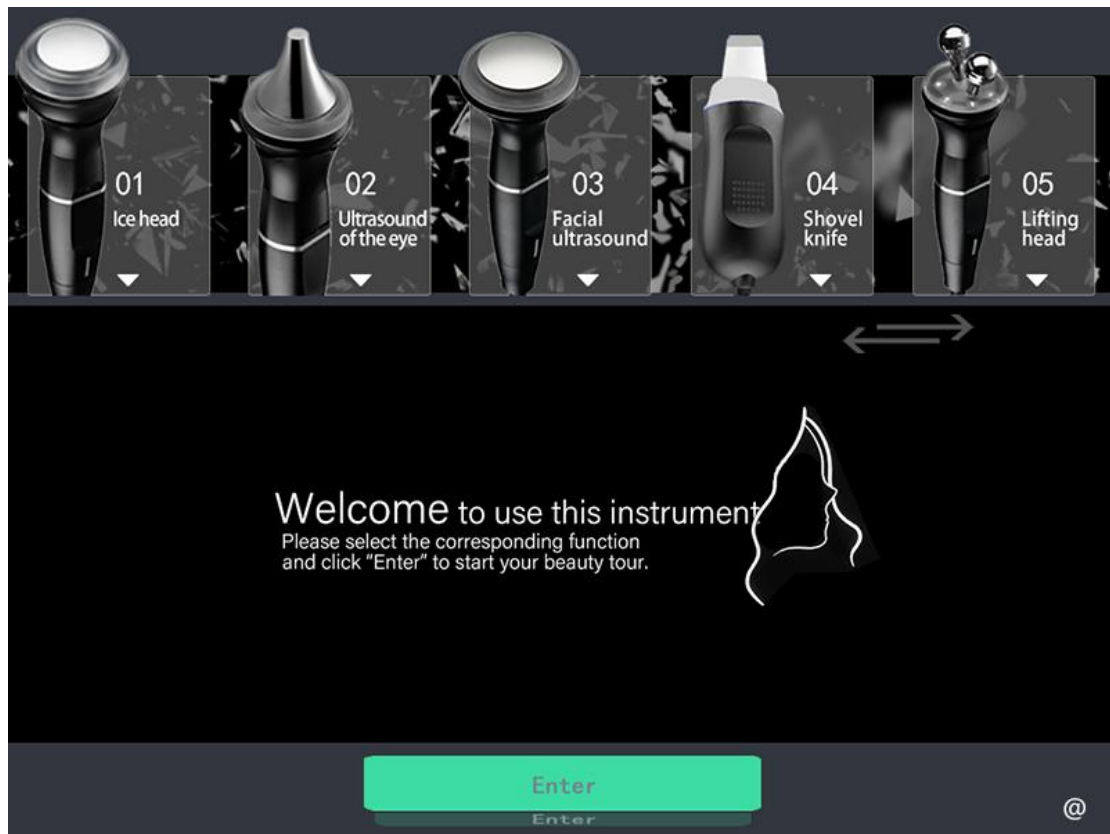 01
Ice head
02
Ultrasound
of the eye
03
Facial
ultrasound
04
Shovel
knife
05
Lifting
head
Welcome to use this instrument
Please select the corresponding function
and click “Enter” to start your beauty tour.
Enter
Enter
@